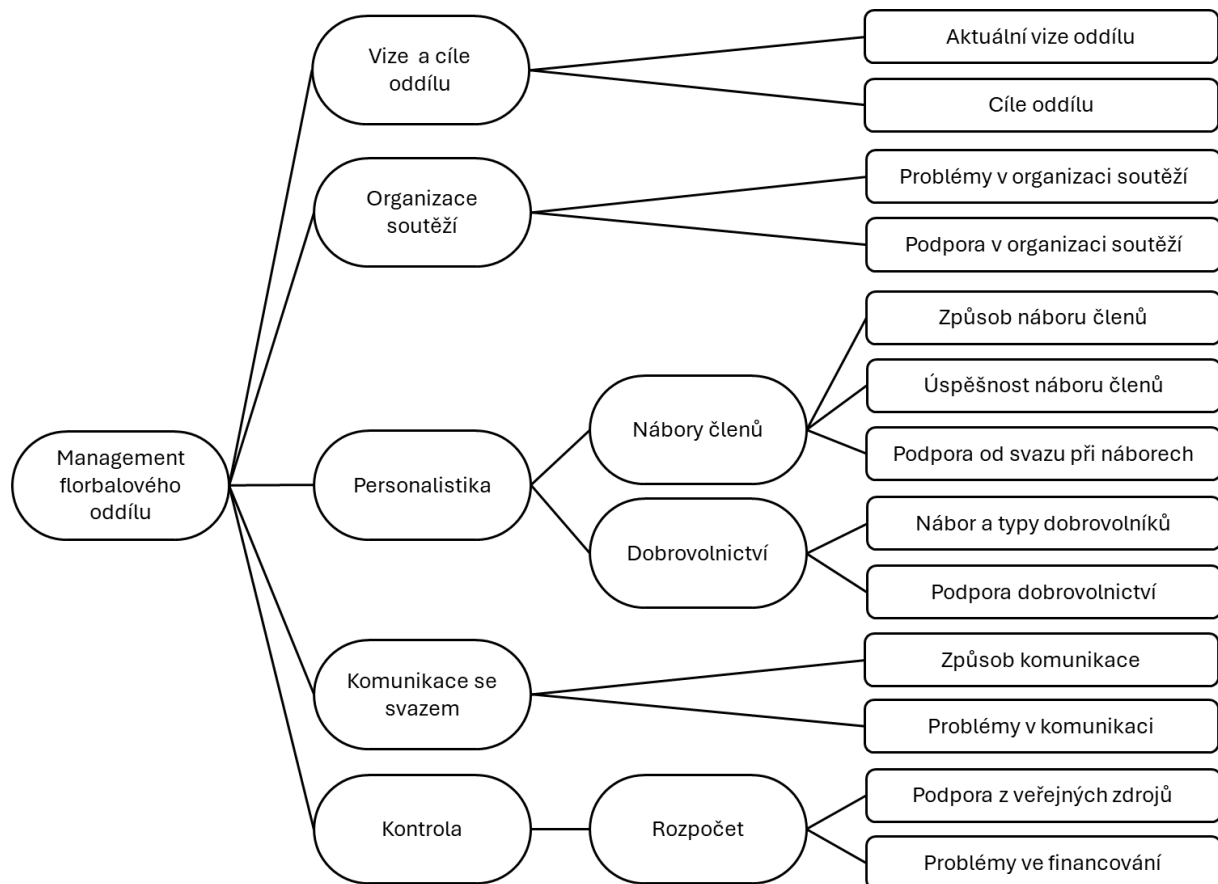 Vize a cíle
oddílu
Aktuální vize oddílu
Cíle oddílu
Organizace
soutěží
Problémy v organizaci soutěží
Podpora v organizaci soutěží
Management
florbalového
oddílu
Personalistika
Nábory členů
Způsob náboru členů
Úspěšnost náboru členů
Podpora od svazu při náborech
Dobrovolnictví
Nábor a typy dobrovolníků
Podpora dobrovolnictví
Komunikace se
svazem
Způsob komunikace
Problémy v komunikaci
Kontrola
Rozpočet
Podpora z veřejných zdrojů
Problémy ve financování